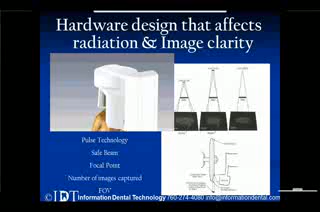 Hardware design that affects
radiation & Image clarity
Pulse Technology
Safe Beam
Focal Point
Number of images captured
FOV
© IDT Information Dental Technology 760-274-4080 info@informationdental.com